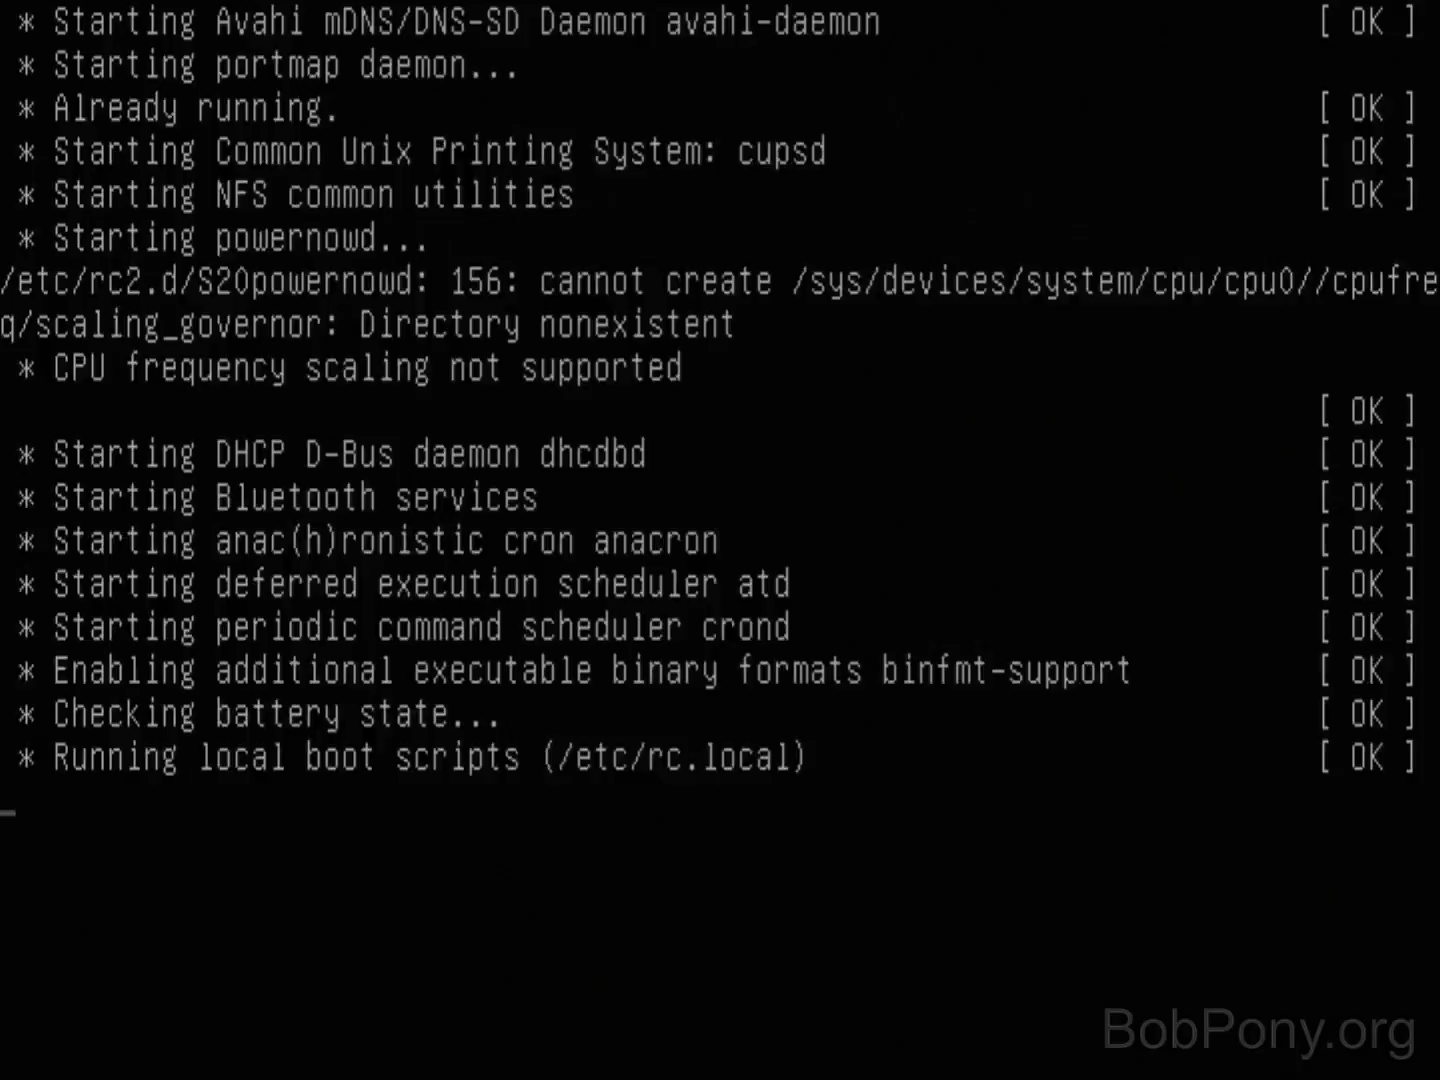 * Starting Avahi mDNS/DNS-SD Daemon avahi-daemon [ OK ]
* Starting portmap daemon...
* Already running. [ OK ]
* Starting Common Unix Printing System: cupsd [ OK ]
* Starting NFS common utilities [ OK ]
* Starting powernowd...
/etc/rc2.d/S20powernowd: 156: cannot create /sys/devices/system/cpu/cpu0//cpufre
q/scaling_governor: Directory nonexistent
* CPU frequency scaling not supported
[ OK ]
* Starting DHCP D-Bus daemon dhcdbd [ OK ]
* Starting Bluetooth services [ OK ]
* Starting anac(h)ronistic cron anacron [ OK ]
* Starting deferred execution scheduler atd [ OK ]
* Starting periodic command scheduler crond [ OK ]
* Enabling additional executable binary formats binfmt-support [ OK ]
* Checking battery state... [ OK ]
* Running local boot scripts (/etc/rc.local) [ OK ]
_
BobPony.org